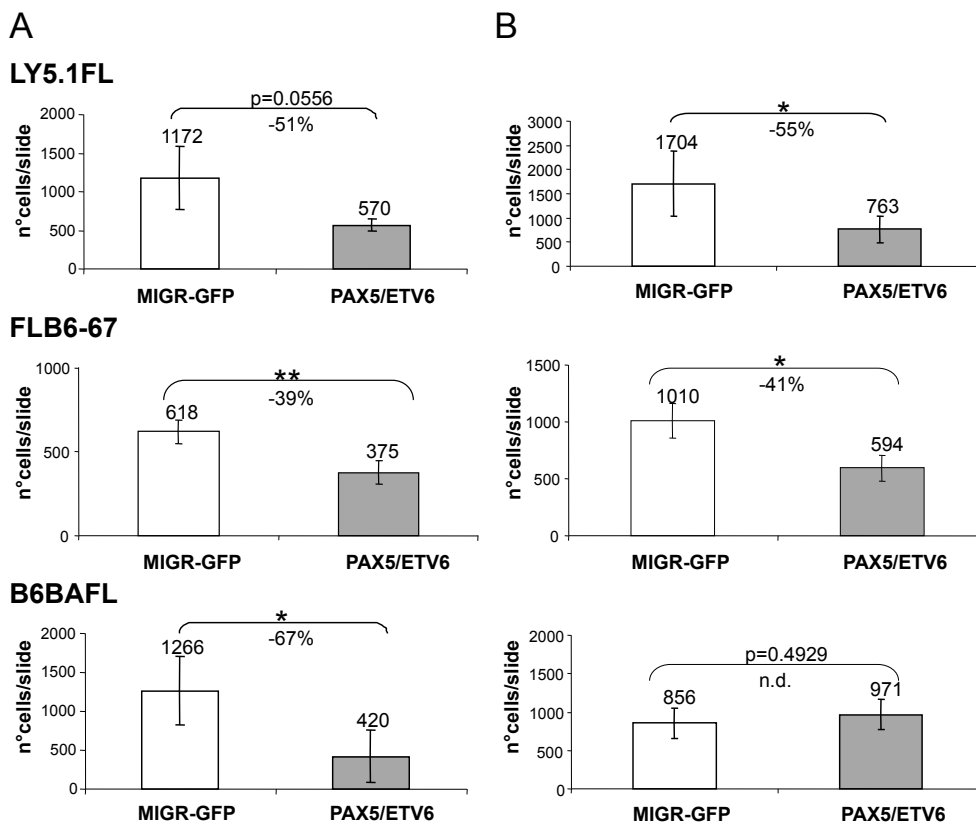 A
B
LY5.1FL
n°cells/slide
2000
1500
1000
500
0
p=0.0556
-51%
1172
570
MIGR-GFP
PAX5/ETV6
n°cells/slide
3000
2500
2000
1500
1000
500
0
*
-55%
1704
763
MIGR-GFP
PAX5/ETV6
FLB6-67
n°cells/slide
1000
500
0
**
-39%
618
375
MIGR-GFP
PAX5/ETV6
n°cells/slide
1500
1000
500
0
*
-41%
1010
594
MIGR-GFP
PAX5/ETV6
B6BAFL
n°cells/slide
2000
1500
1000
500
0
*
-67%
1266
420
MIGR-GFP
PAX5/ETV6
n°cells/slide
2000
1500
1000
500
0
p=0.4929
n.d.
856
971
MIGR-GFP
PAX5/ETV6